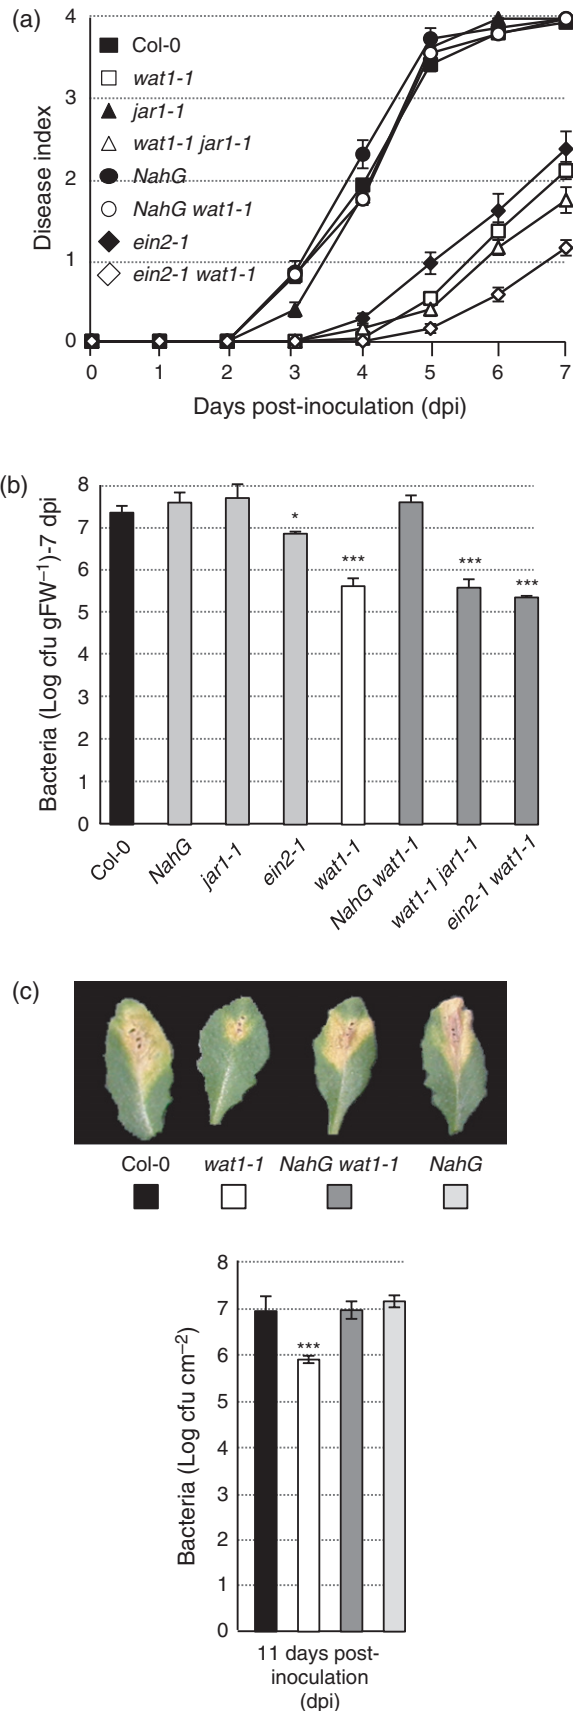 (a)
4
3
2
1
0
Disease index
Col-0
wat1-1
jar1-1
wat1-1 jar1-1
NahG
NahG wat1-1
ein2-1
ein2-1 wat1-1
0 1 2 3 4 5 6 7
Days post-inoculation (dpi)
(b)
Bacteria (Log cfu gFW⁻¹)-7 dpi
8
7
6
5
4
3
2
1
0
* *** *** ***
Col-0 NahG jar1-1 ein2-1 wat1-1 NahG wat1-1 wat1-1 jar1-1 ein2-1 wat1-1
(c)
Col-0 wat1-1 NahG wat1-1 NahG
Bacteria (Log cfu cm⁻²)
8
7
6
5
4
3
2
1
0
***
11 days post-
inoculation
(dpi)